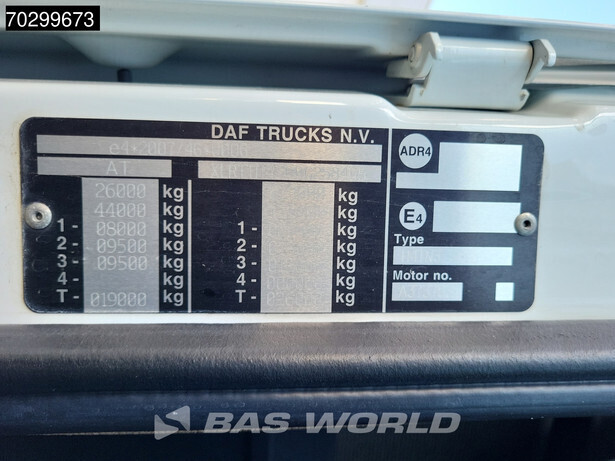 70299673
DAF TRUCKS N.V.
AT
26000 kg
44000 kg
1- 08000 kg
2- 09500 kg
3- 09500 kg
4- kg
T- 019000 kg
kg
kg
1- kg
2- kg
3- kg
4- kg
T- kg
ADR4
E4
Type
Motor no.
BAS WORLD